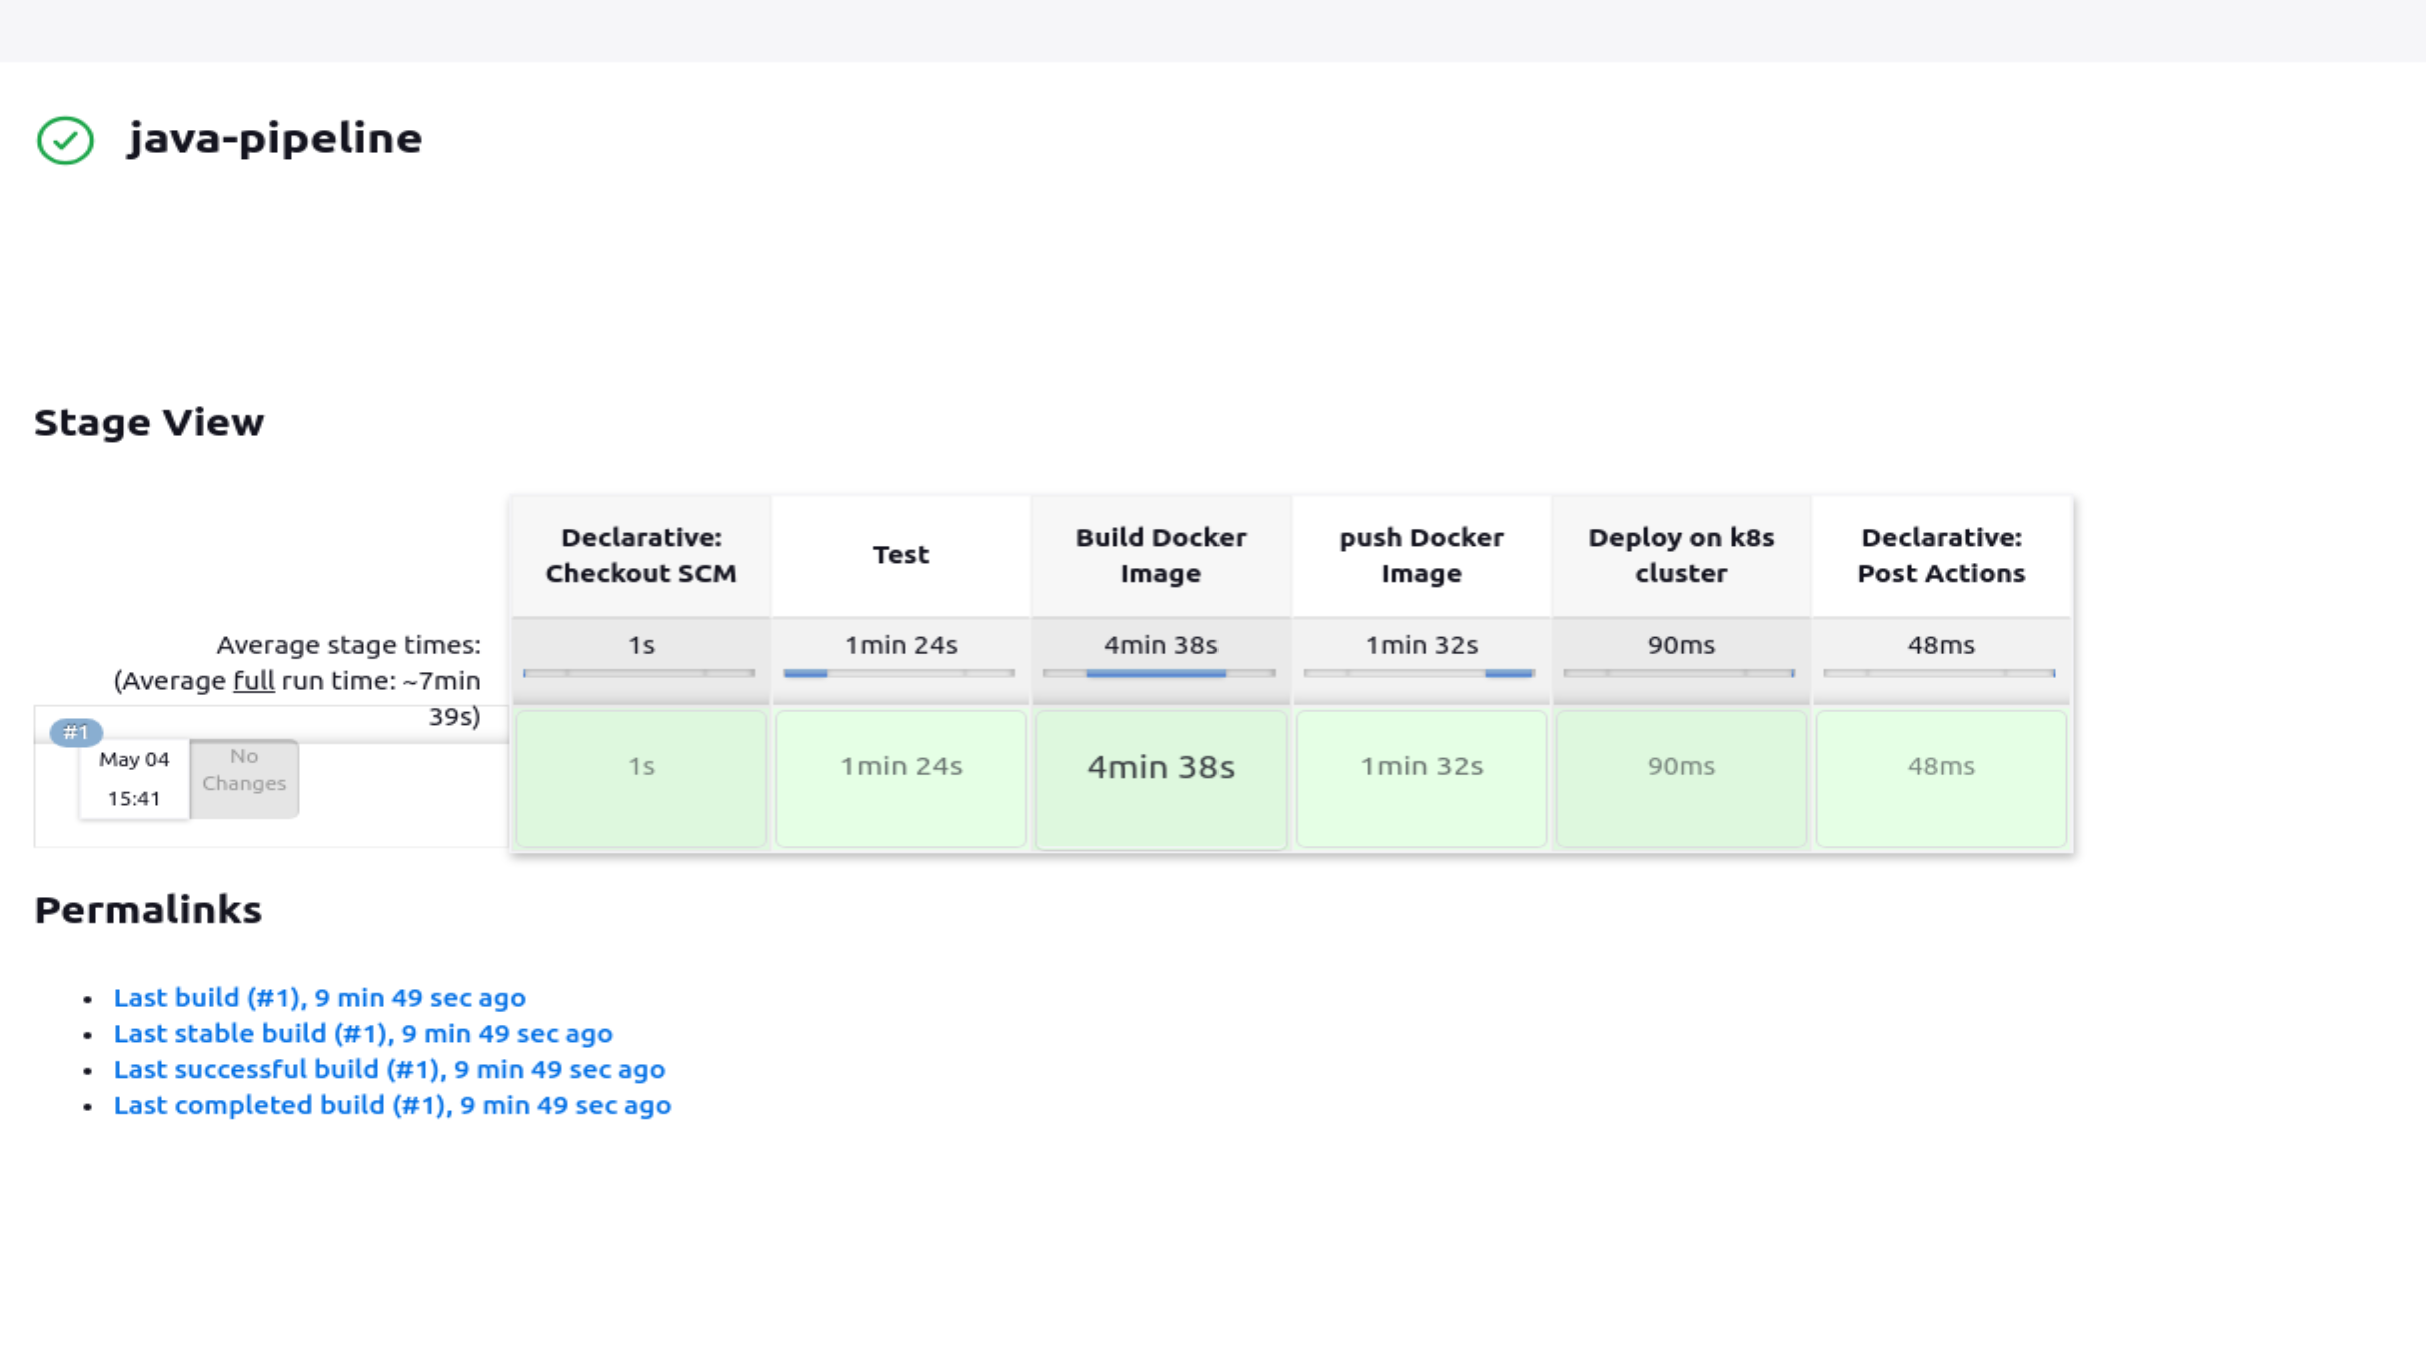 java-pipeline
Stage View
Declarative:
Checkout SCM
Test
Build Docker
Image
push Docker
Image
Deploy on k8s
cluster
Declarative:
Post Actions
Average stage times:
(Average full run time: ~7min
39s)
1s
1min 24s
4min 38s
1min 32s
90ms
48ms
#1
May 04
15:41
No
Changes
1s
1min 24s
4min 38s
1min 32s
90ms
48ms
Permalinks
• Last build (#1), 9 min 49 sec ago
• Last stable build (#1), 9 min 49 sec ago
• Last successful build (#1), 9 min 49 sec ago
• Last completed build (#1), 9 min 49 sec ago